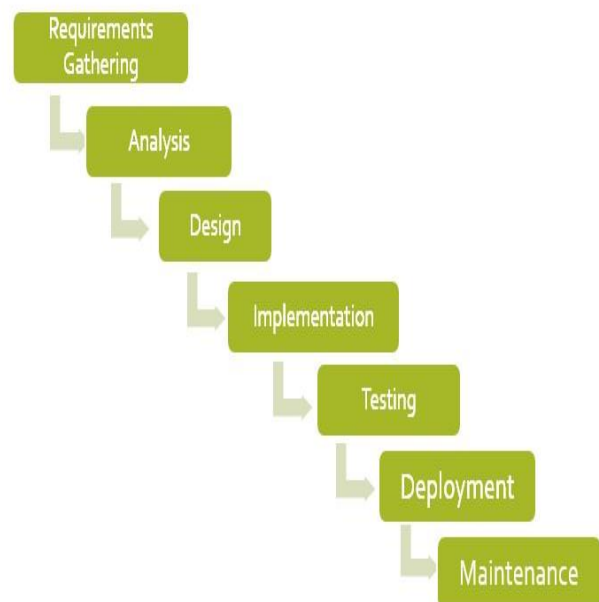 Requirements
Gathering
Analysis
Design
Implementation
Testing
Deployment
Maintenance